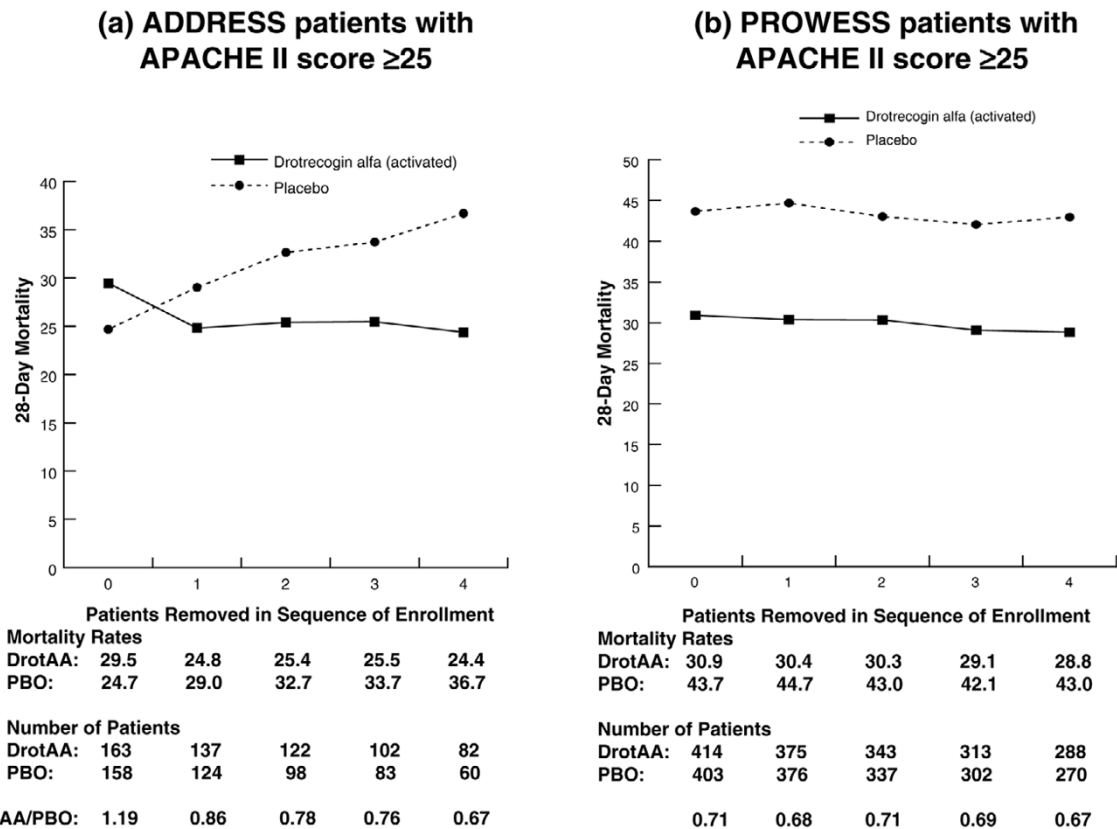 (a) ADDRESS patients with
APACHE II score ≥25
Drotrecogin alfa (activated)
Placebo
40
35
30
25
20
15
10
5
0
28-Day Mortality
0 1 2 3 4
Patients Removed in Sequence of Enrollment
Mortality Rates
DrotAA: 29.5 24.8 25.4 25.5 24.4
PBO: 24.7 29.0 32.7 33.7 36.7
Number of Patients
DrotAA: 163 137 122 102 82
PBO: 158 124 98 83 60
AA/PBO: 1.19 0.86 0.78 0.76 0.67
(b) PROWESS patients with
APACHE II score ≥25
Drotrecogin alfa (activated)
Placebo
50
45
40
35
30
25
20
15
10
5
0
28-Day Mortality
0 1 2 3 4
Patients Removed in Sequence of Enrollment
Mortality Rates
DrotAA: 30.9 30.4 30.3 29.1 28.8
PBO: 43.7 44.7 43.0 42.1 43.0
Number of Patients
DrotAA: 414 375 343 313 288
PBO: 403 376 337 302 270
0.71 0.68 0.71 0.69 0.67